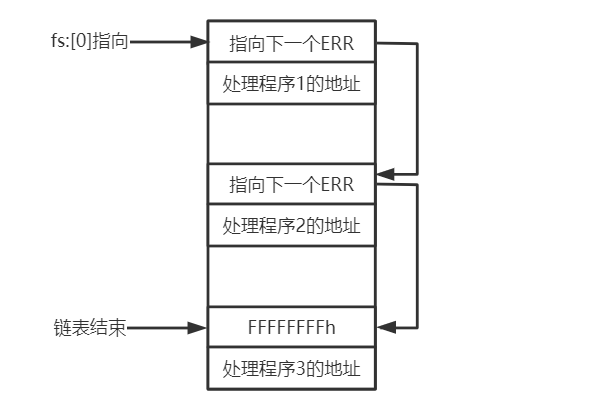 fs:[0]指向
指向下一个ERR
处理程序1的地址
指向下一个ERR
处理程序2的地址
链表结束
FFFFFFFFh
处理程序3的地址